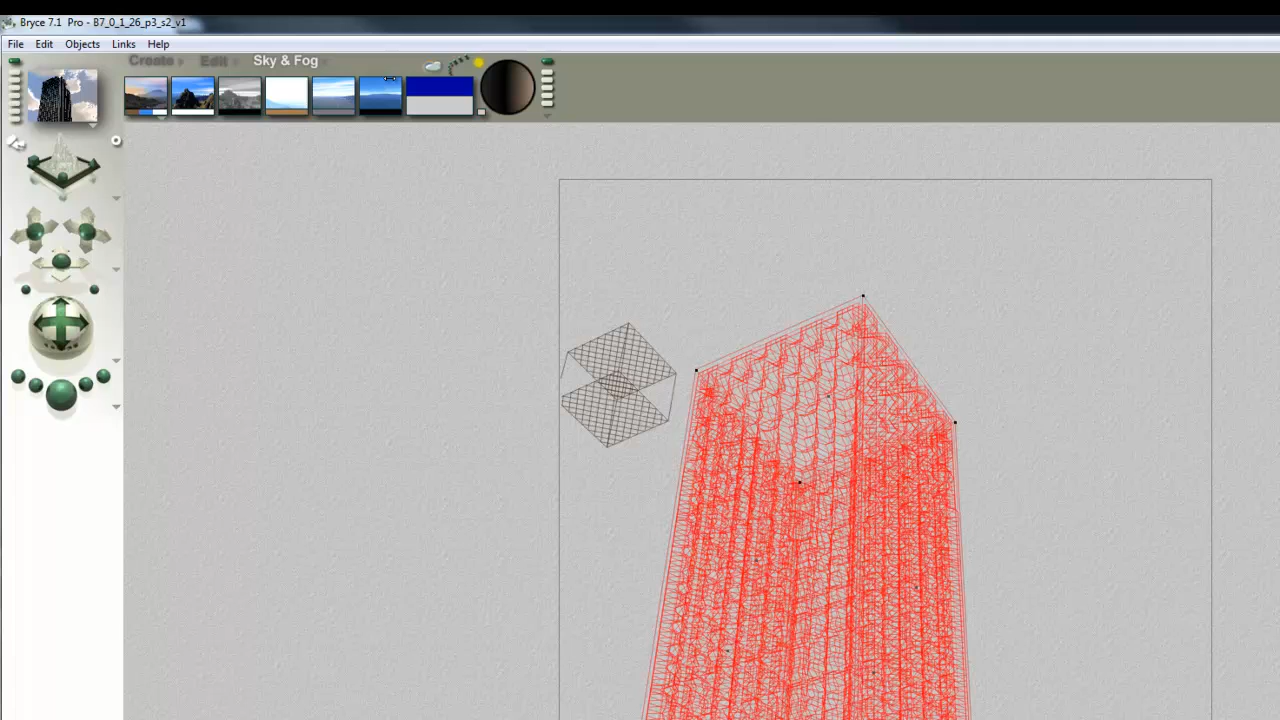 Bryce 7.1 Pro - B7_0_1_26_p3_s2_v1
File Edit Objects Links Help
Create Edit Sky & Fog